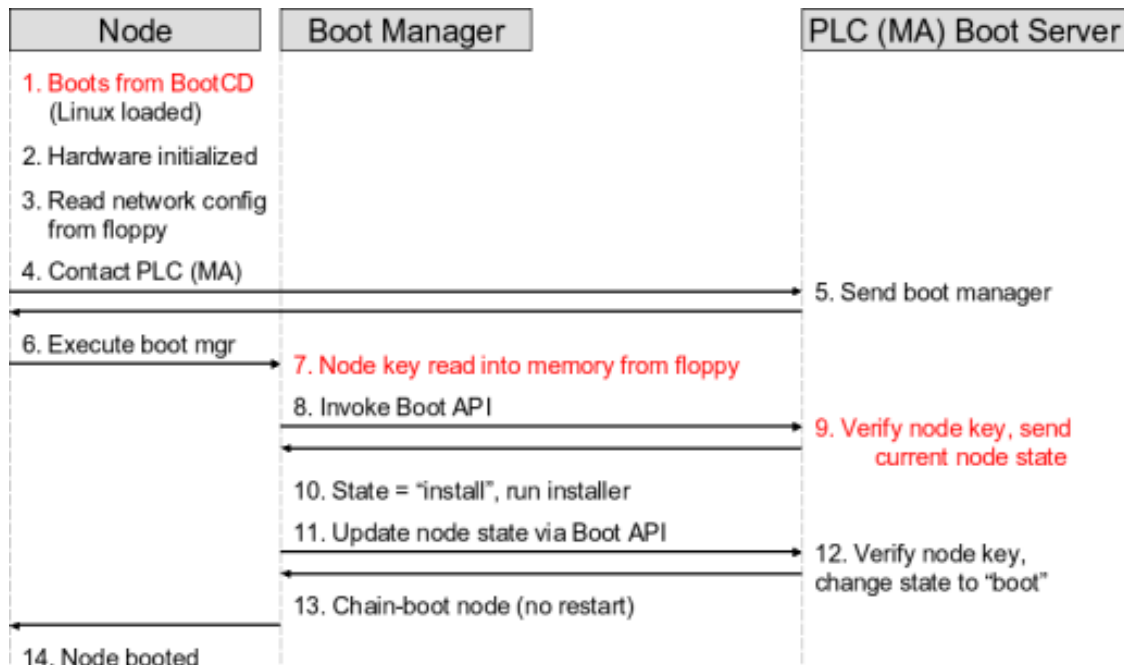 Node
Boot Manager
PLC (MA) Boot Server
1. Boots from BootCD
(Linux loaded)
2. Hardware initialized
3. Read network config
from floppy
4. Contact PLC (MA)
5. Send boot manager
6. Execute boot mgr
7. Node key read into memory from floppy
8. Invoke Boot API
9. Verify node key, send
current node state
10. State = “install”, run installer
11. Update node state via Boot API
12. Verify node key,
change state to “boot”
13. Chain-boot node (no restart)
14. Node booted